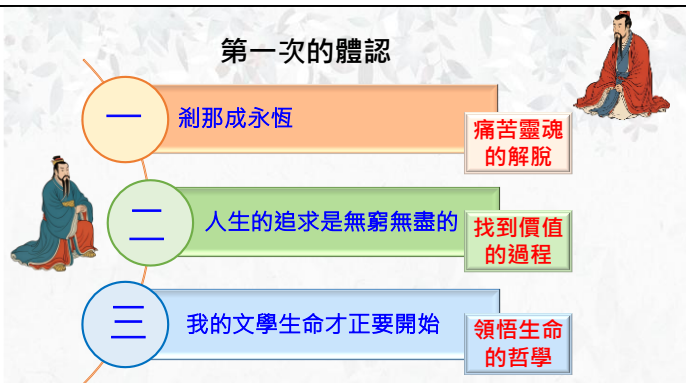 第一次的體認
一
剎那成永恆
痛苦靈魂
的解脫
二
人生的追求是無窮無盡的
找到價值
的過程
三
我的文學生命才正要開始
領悟生命
的哲學